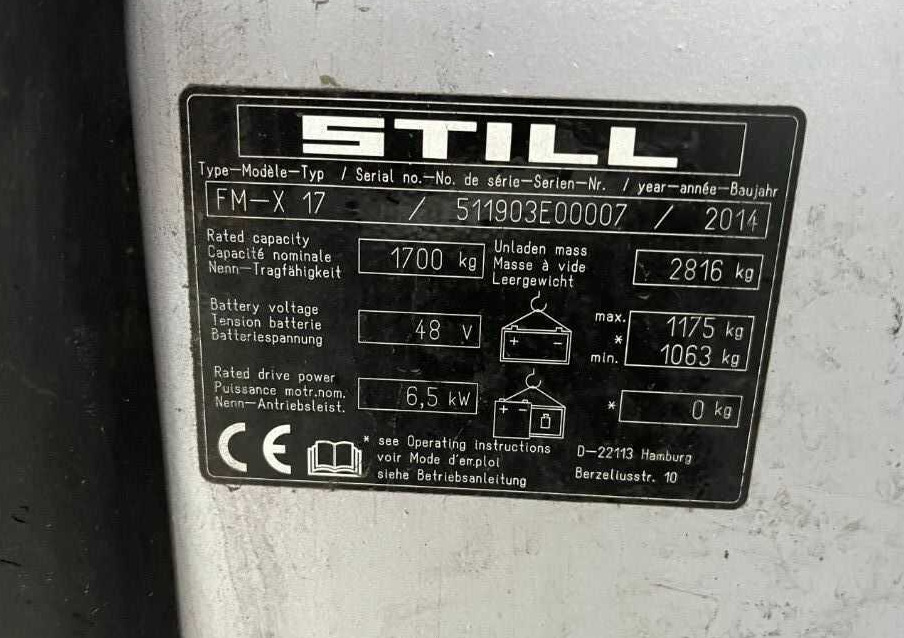 STILL
Type-Modèle-Typ / Serial no.-No. de série-Serien-Nr. / year-année-Baujahr
FM-X 17 / 511903E00007 / 2014
Rated capacity
Capacité nominale
Nenn-Tragfähigkeit
1700 kg
Unladen mass
Masse à vide
Leergewicht
2816 kg
Battery voltage
Tension batterie
Batteriespannung
48 V
+ -
max.
*
min.
1175 kg
1063 kg
Rated drive power
Puissance motr.nom.
Nenn-Antriebsleist.
6,5 kW
+ -
* 0 kg
CE
* see Operating instructions
voir Mode d'emploi
siehe Betriebsanleitung
D-22113 Hamburg
Berzeliusstr. 10